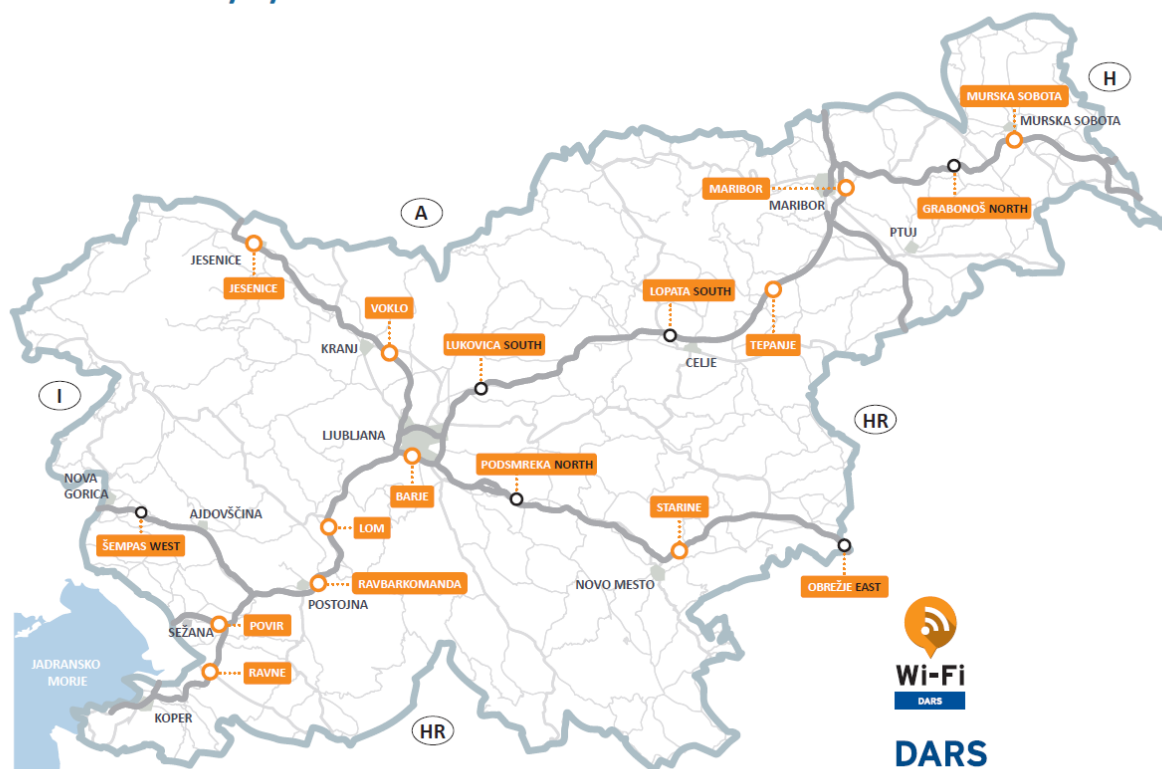 H
MURSKA SOBOTA
MURSKA SOBOTA
MARIBOR
MARIBOR
GRABONOŠ NORTH
A
PTUJ
JESENICE
JESENICE
LOPATA SOUTH
VOKLO
KRANJ
LUKOVICA SOUTH
TEPANJE
CELJE
I
HR
LJUBLJANA
PODSMREKA NORTH
NOVA
GORICA
BARJE
STARINE
AJDOVŠČINA
LOM
ŠEMPAS WEST
RAVBARKOMANDA
NOVO MESTO
OBREŽJE EAST
POSTOJNA
POVIR
SEŽANA
JADRANSKO
MORJE
RAVNE
Wi-Fi
DARS
KOPER
HR
DARS